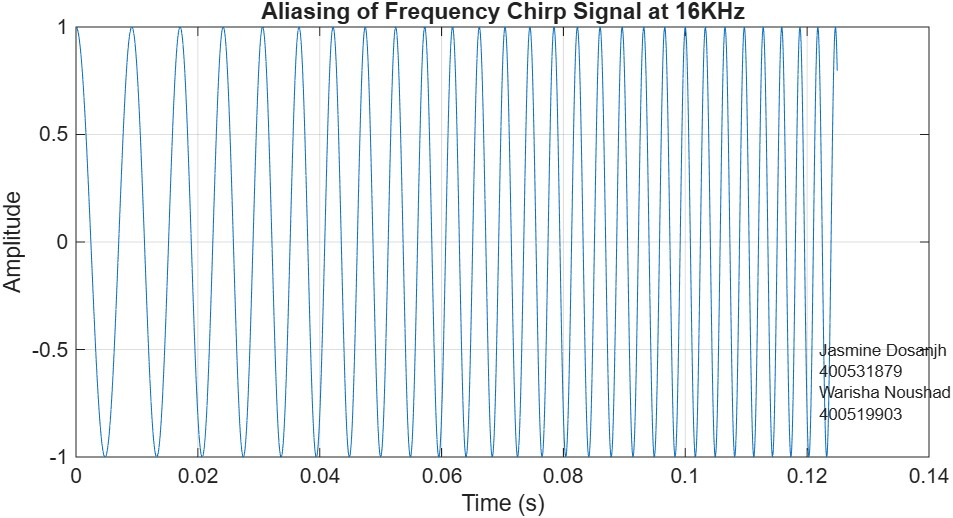 Aliasing of Frequency Chirp Signal at 16KHz
1
0.5
0
-0.5
-1
Amplitude
Jasmine Dosanjh
400531879
Warisha Noushad
400519903
0 0.02 0.04 0.06 0.08 0.1 0.12 0.14
Time (s)